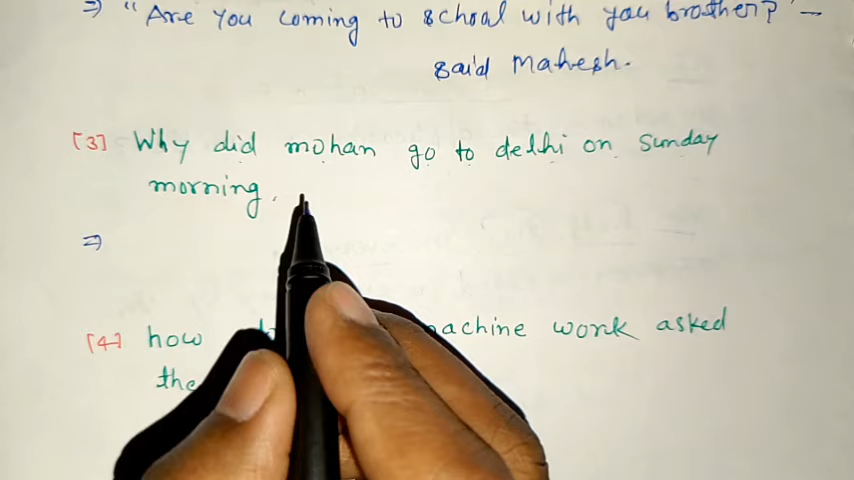 ⇒ "Are You coming to school with you brother?" —
said Mahesh.
[3] Why did mohan go to delhi on Sunday
morning.
⇒
[4] how machine work asked
the